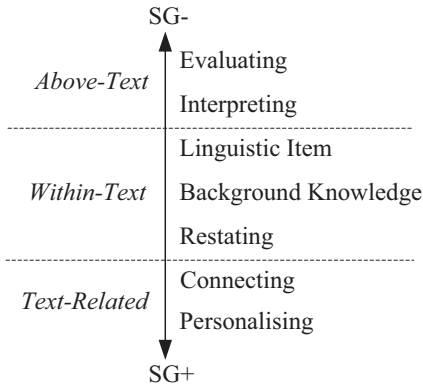 SG-
Evaluating
Above-Text
Interpreting
Linguistic Item
Within-Text
Background Knowledge
Restating
Connecting
Text-Related
Personalising
SG+